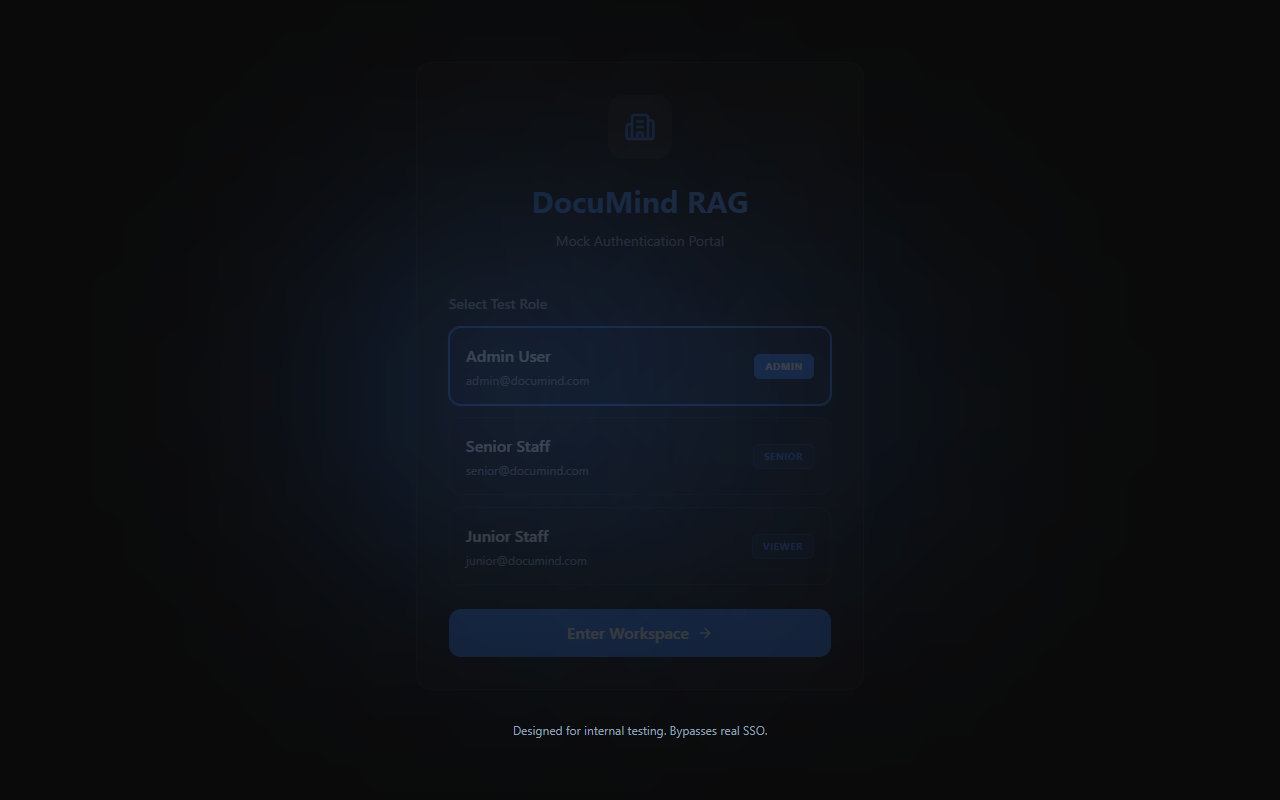 DocuMind RAG
Mock Authentication Portal
Select Test Role
Admin User
admin@documind.com
ADMIN
Senior Staff
senior@documind.com
SENIOR
Junior Staff
junior@documind.com
VIEWER
Enter Workspace →
Designed for internal testing. Bypasses real SSO.